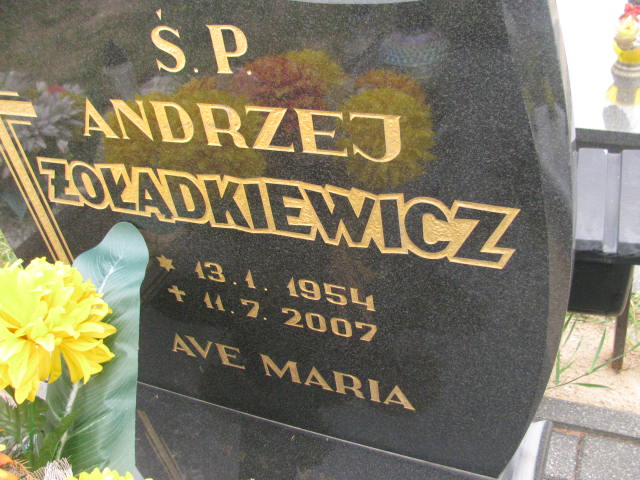 Ś.P.
ANDRZEJ
ŻOŁĄDKIEWICZ
* 13.1.1954
+ 11.7.2007
AVE MARIA